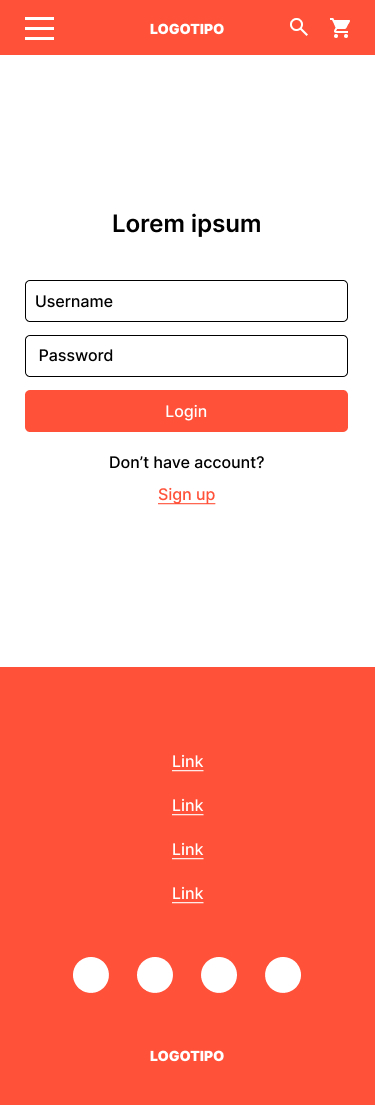 LOGOTIPO
Lorem ipsum
Username
Password
Login
Don’t have account?
Sign up
Link
Link
Link
Link
LOGOTIPO